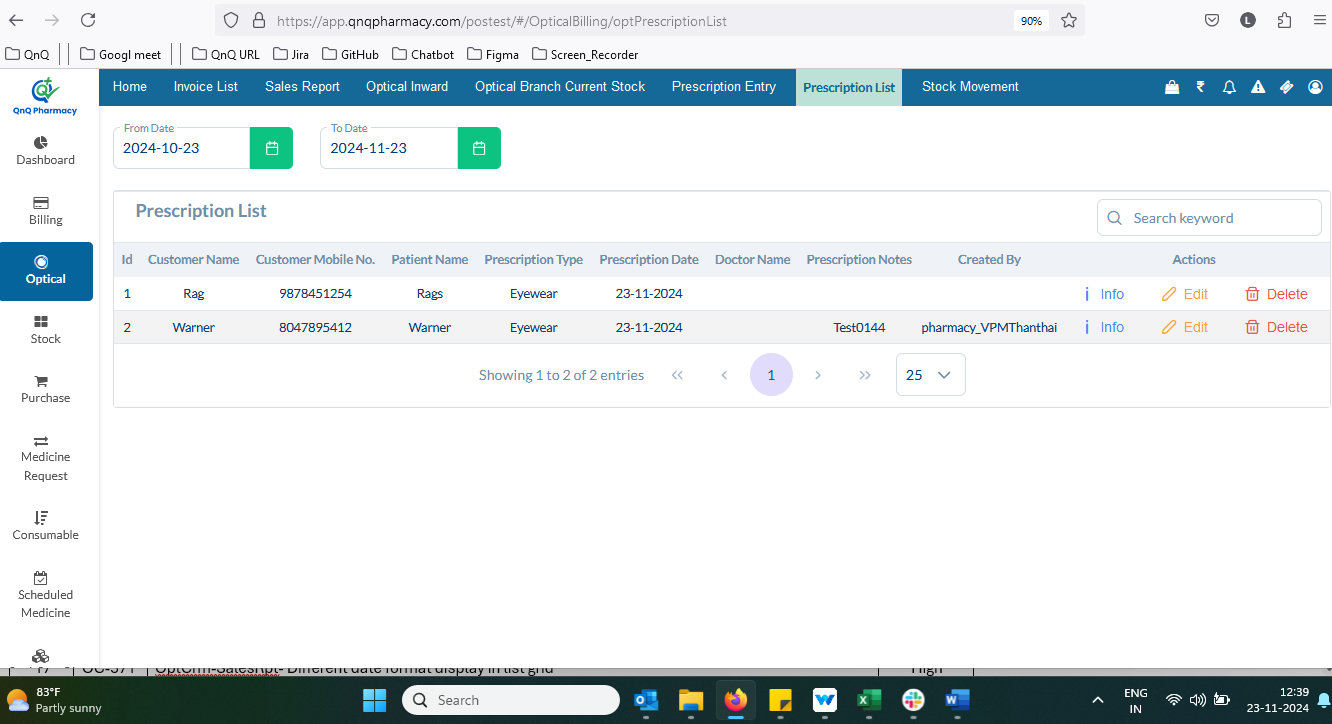 https://app.qnqpharmacy.com/postest/#/OpticalBilling/optPrescriptionList
90%
L
QnQ
Googl meet
QnQ URL
Jira
GitHub
Chatbot
Figma
Screen_Recorder
QnQ Pharmacy
Home
Invoice List
Sales Report
Optical Inward
Optical Branch Current Stock
Prescription Entry
Prescription List
Stock Movement
Dashboard
Billing
Optical
Stock
Purchase
Medicine
Request
Consumable
Scheduled
Medicine
From Date
2024-10-23
To Date
2024-11-23
Prescription List
Search keyword
Id Customer Name Customer Mobile No. Patient Name Prescription Type Prescription Date Doctor Name Prescription Notes Created By Actions
1 Rag 9878451254 Rags Eyewear 23-11-2024 Info Edit Delete
2 Warner 8047895412 Warner Eyewear 23-11-2024 Test0144 pharmacy_VPMThanthai Info Edit Delete
Showing 1 to 2 of 2 entries
1
25
OptCrm-SalesRpt- Different date format display in list grid
High
83°F
Partly sunny
Search
ENG
IN
12:39
23-11-2024